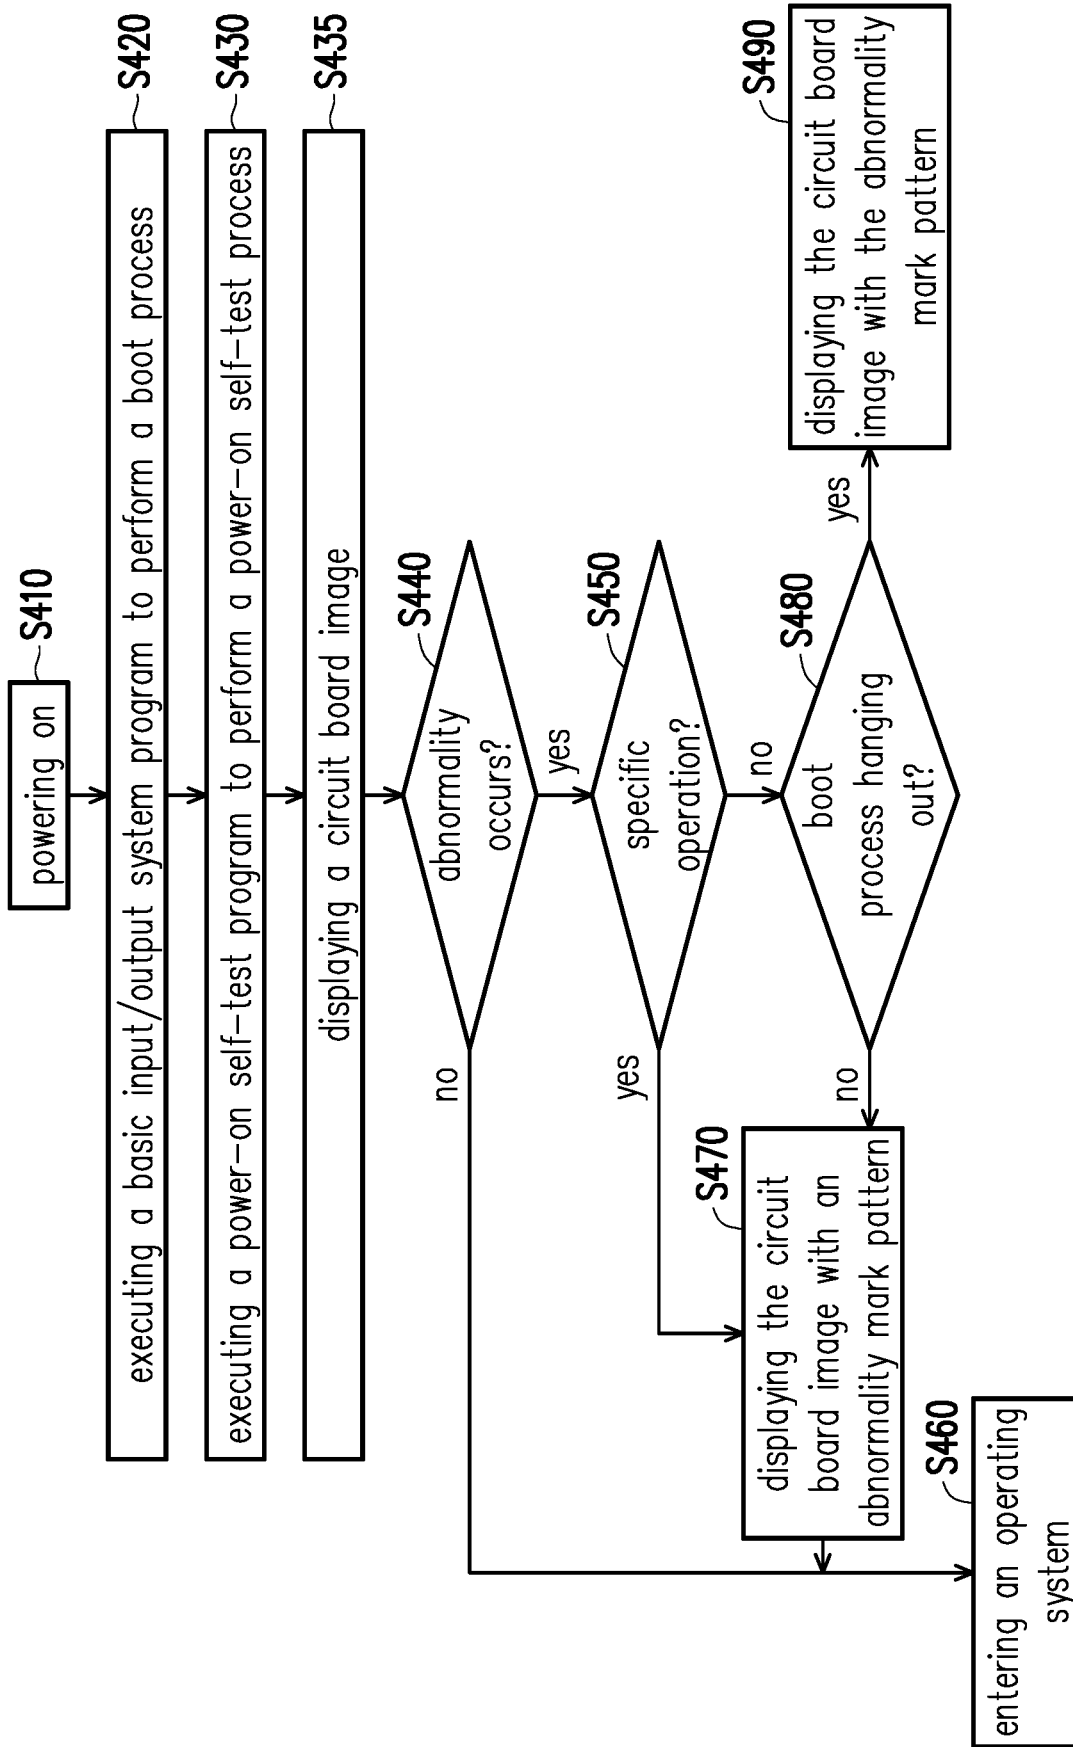 S410
powering on
S420
executing a basic input/output system program to perform a boot process
S430
executing a power-on self-test program to perform a power-on self-test process
S435
displaying a circuit board image
S440
abnormality
occurs?
no
yes
S450
specific
operation?
yes
no
S480
boot
process hanging
out?
no
yes
S470
displaying the circuit
board image with an
abnormality mark pattern
S490
displaying the circuit board
image with the abnormality
mark pattern
S460
entering an operating
system